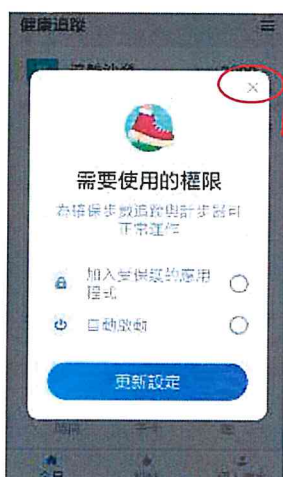 健康追蹤
需要使用的權限
為確保步數追蹤與計步器可
正常運作
加入受保護的應用
程式
自動啟動
更新設定
今日